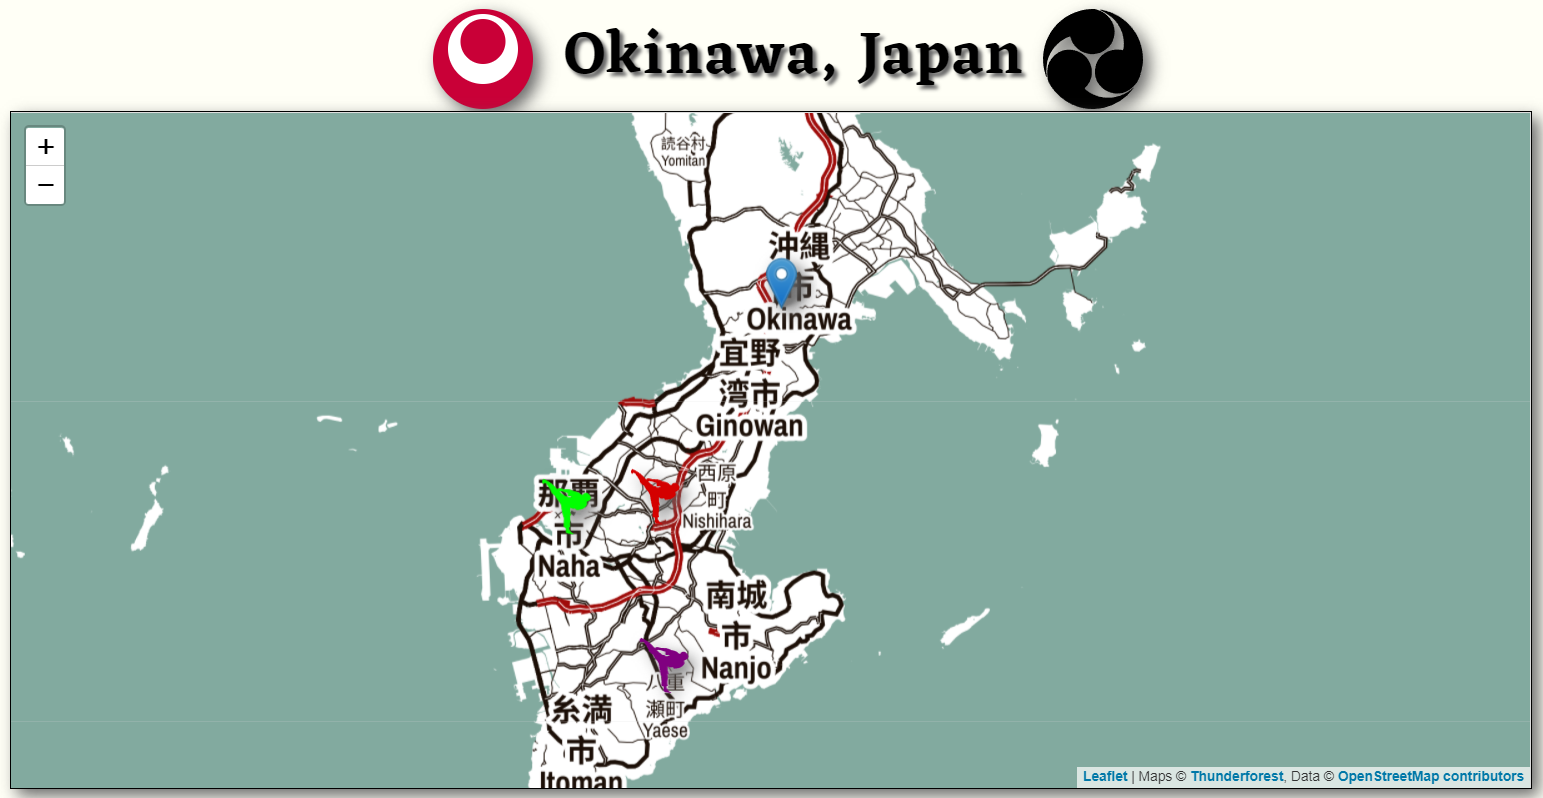 Okinawa, Japan
+
−
読谷村
Yomitan
沖縄
市
Okinawa
宜野
湾市
Ginowan
西原
町
Nishihara
那覇
市
Naha
南城
市
Nanjo
八重
瀬町
Yaese
糸満
市
Itoman
Leaflet | Maps © Thunderforest, Data © OpenStreetMap contributors